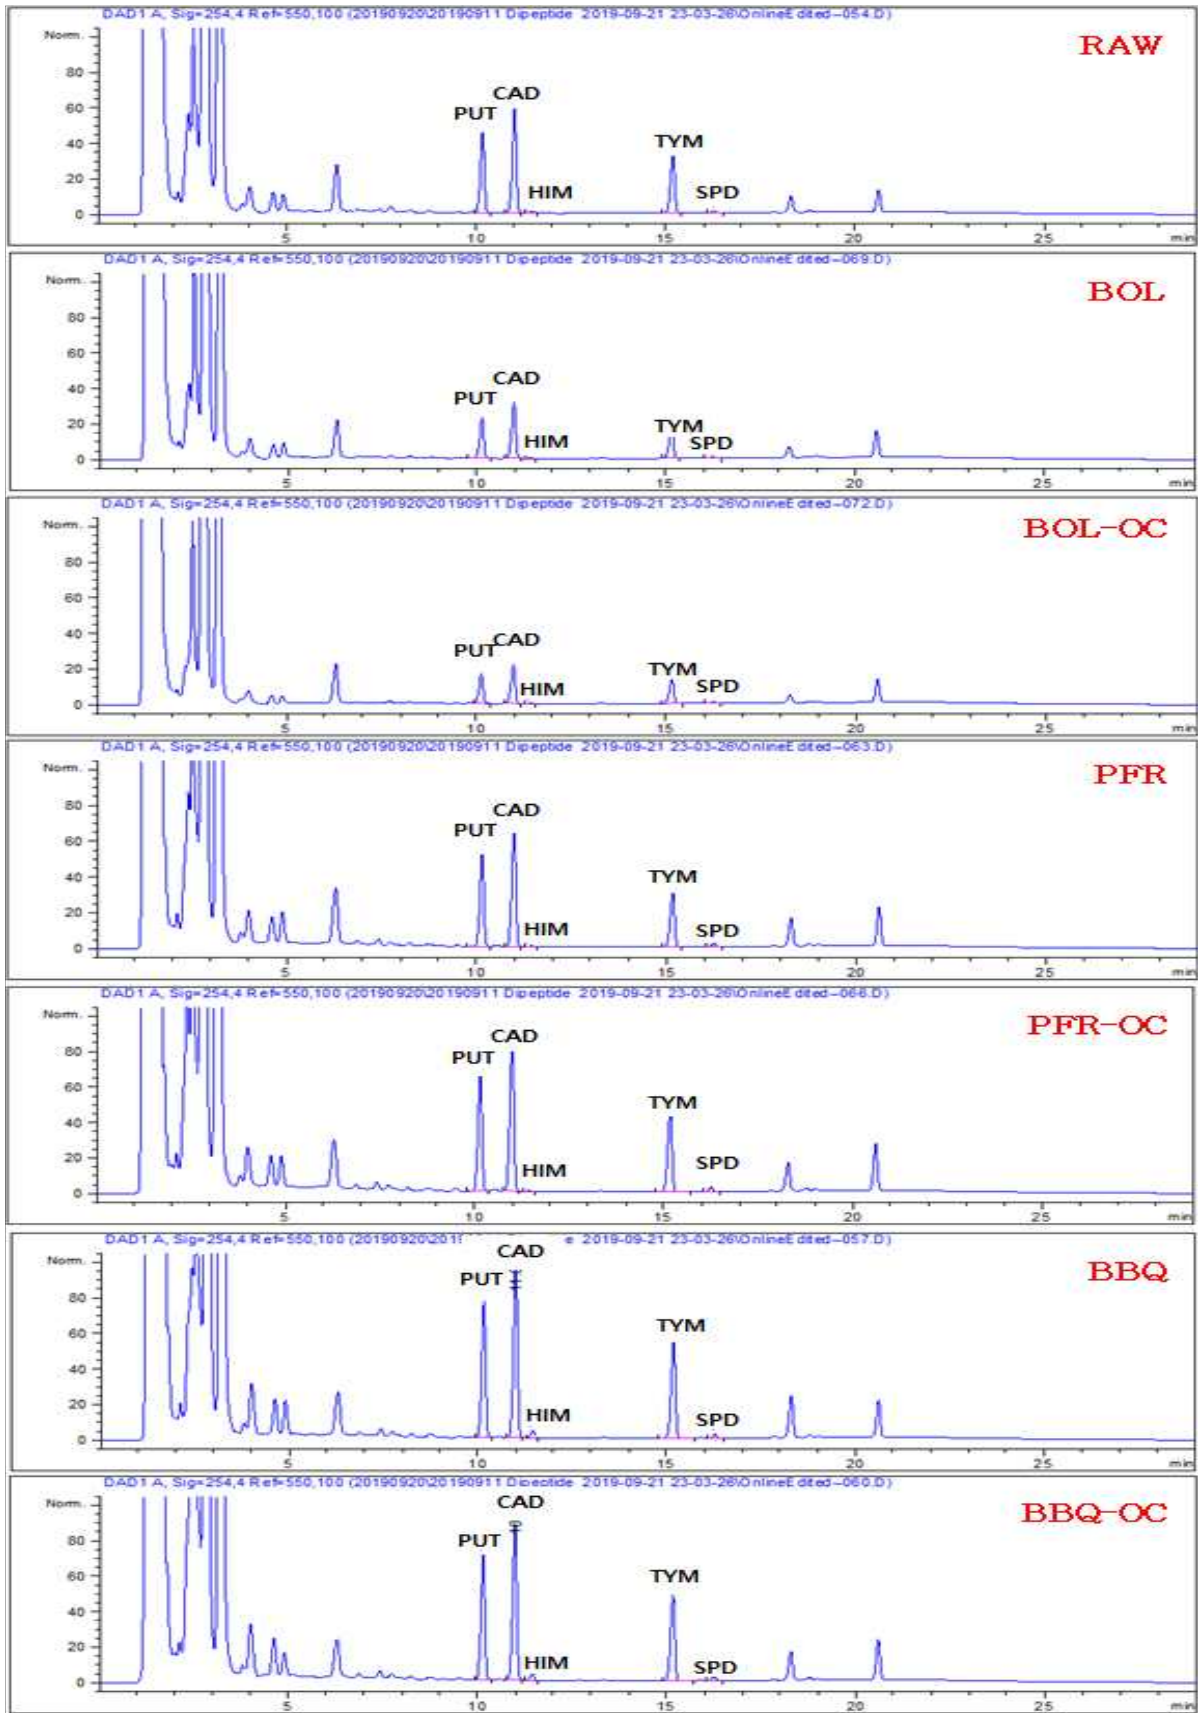 DAD1 A, Sig=254,4 Ref=550,100 (20190920\20190911 Dipeptide 2019-09-21 23-03-26\OnlineEdited--054.D)
Norm.
RAW
80
60
40
20
0
PUT
CAD
HIM
TYM
SPD
5 10 15 20 25 min
DAD1 A, Sig=254,4 Ref=550,100 (20190920\20190911 Dipeptide 2019-09-21 23-03-26\OnlineEdited--069.D)
Norm.
BOL
80
60
40
20
0
PUT
CAD
HIM
TYM
SPD
5 10 15 20 25 min
DAD1 A, Sig=254,4 Ref=550,100 (20190920\20190911 Dipeptide 2019-09-21 23-03-26\OnlineEdited--072.D)
Norm.
BOL-OC
80
60
40
20
0
PUT
CAD
HIM
TYM
SPD
5 10 15 20 25 min
DAD1 A, Sig=254,4 Ref=550,100 (20190920\20190911 Dipeptide 2019-09-21 23-03-26\OnlineEdited--063.D)
Norm.
PFR
80
60
40
20
0
PUT
CAD
HIM
TYM
SPD
5 10 15 20 25 min
DAD1 A, Sig=254,4 Ref=550,100 (20190920\20190911 Dipeptide 2019-09-21 23-03-26\OnlineEdited--066.D)
Norm.
PFR-OC
80
60
40
20
0
PUT
CAD
HIM
TYM
SPD
5 10 15 20 25 min
DAD1 A, Sig=254,4 Ref=550,100 (20190920\201 e 2019-09-21 23-03-26\OnlineEdited--057.D)
Norm.
BBQ
80
60
40
20
0
PUT
CAD
HIM
TYM
SPD
5 10 15 20 25 min
DAD1 A, Sig=254,4 Ref=550,100 (20190920\20190911 Dipeptide 2019-09-21 23-03-26\OnlineEdited--060.D)
Norm.
BBQ-OC
80
60
40
20
0
PUT
CAD
HIM
TYM
SPD
5 10 15 20 25 min